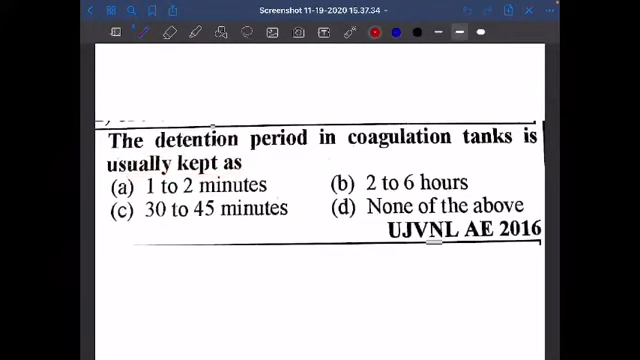 Screenshot 11-19-2020 15.37.34
The detention period in coagulation tanks is
usually kept as
(a) 1 to 2 minutes (b) 2 to 6 hours
(c) 30 to 45 minutes (d) None of the above
UJVNL AE 2016